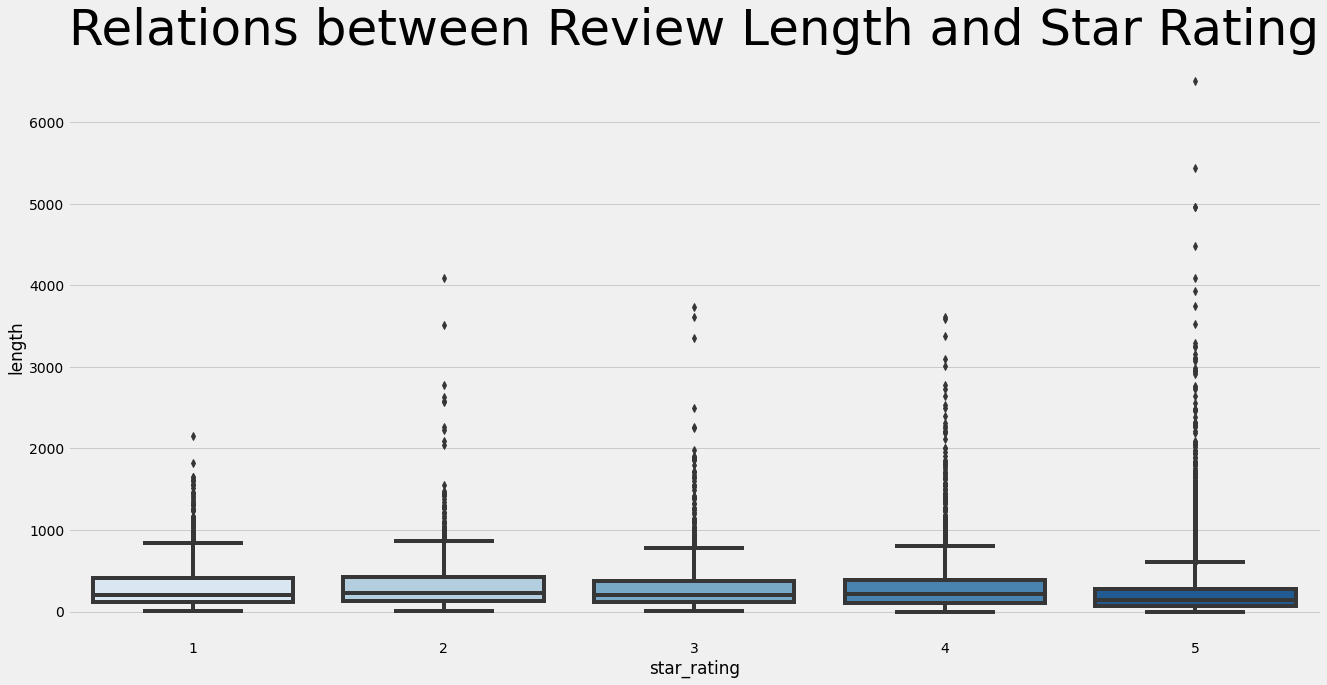 Relations between Review Length and Star Rating
6000
5000
4000
3000
2000
1000
0
length
1 2 3 4 5
star_rating